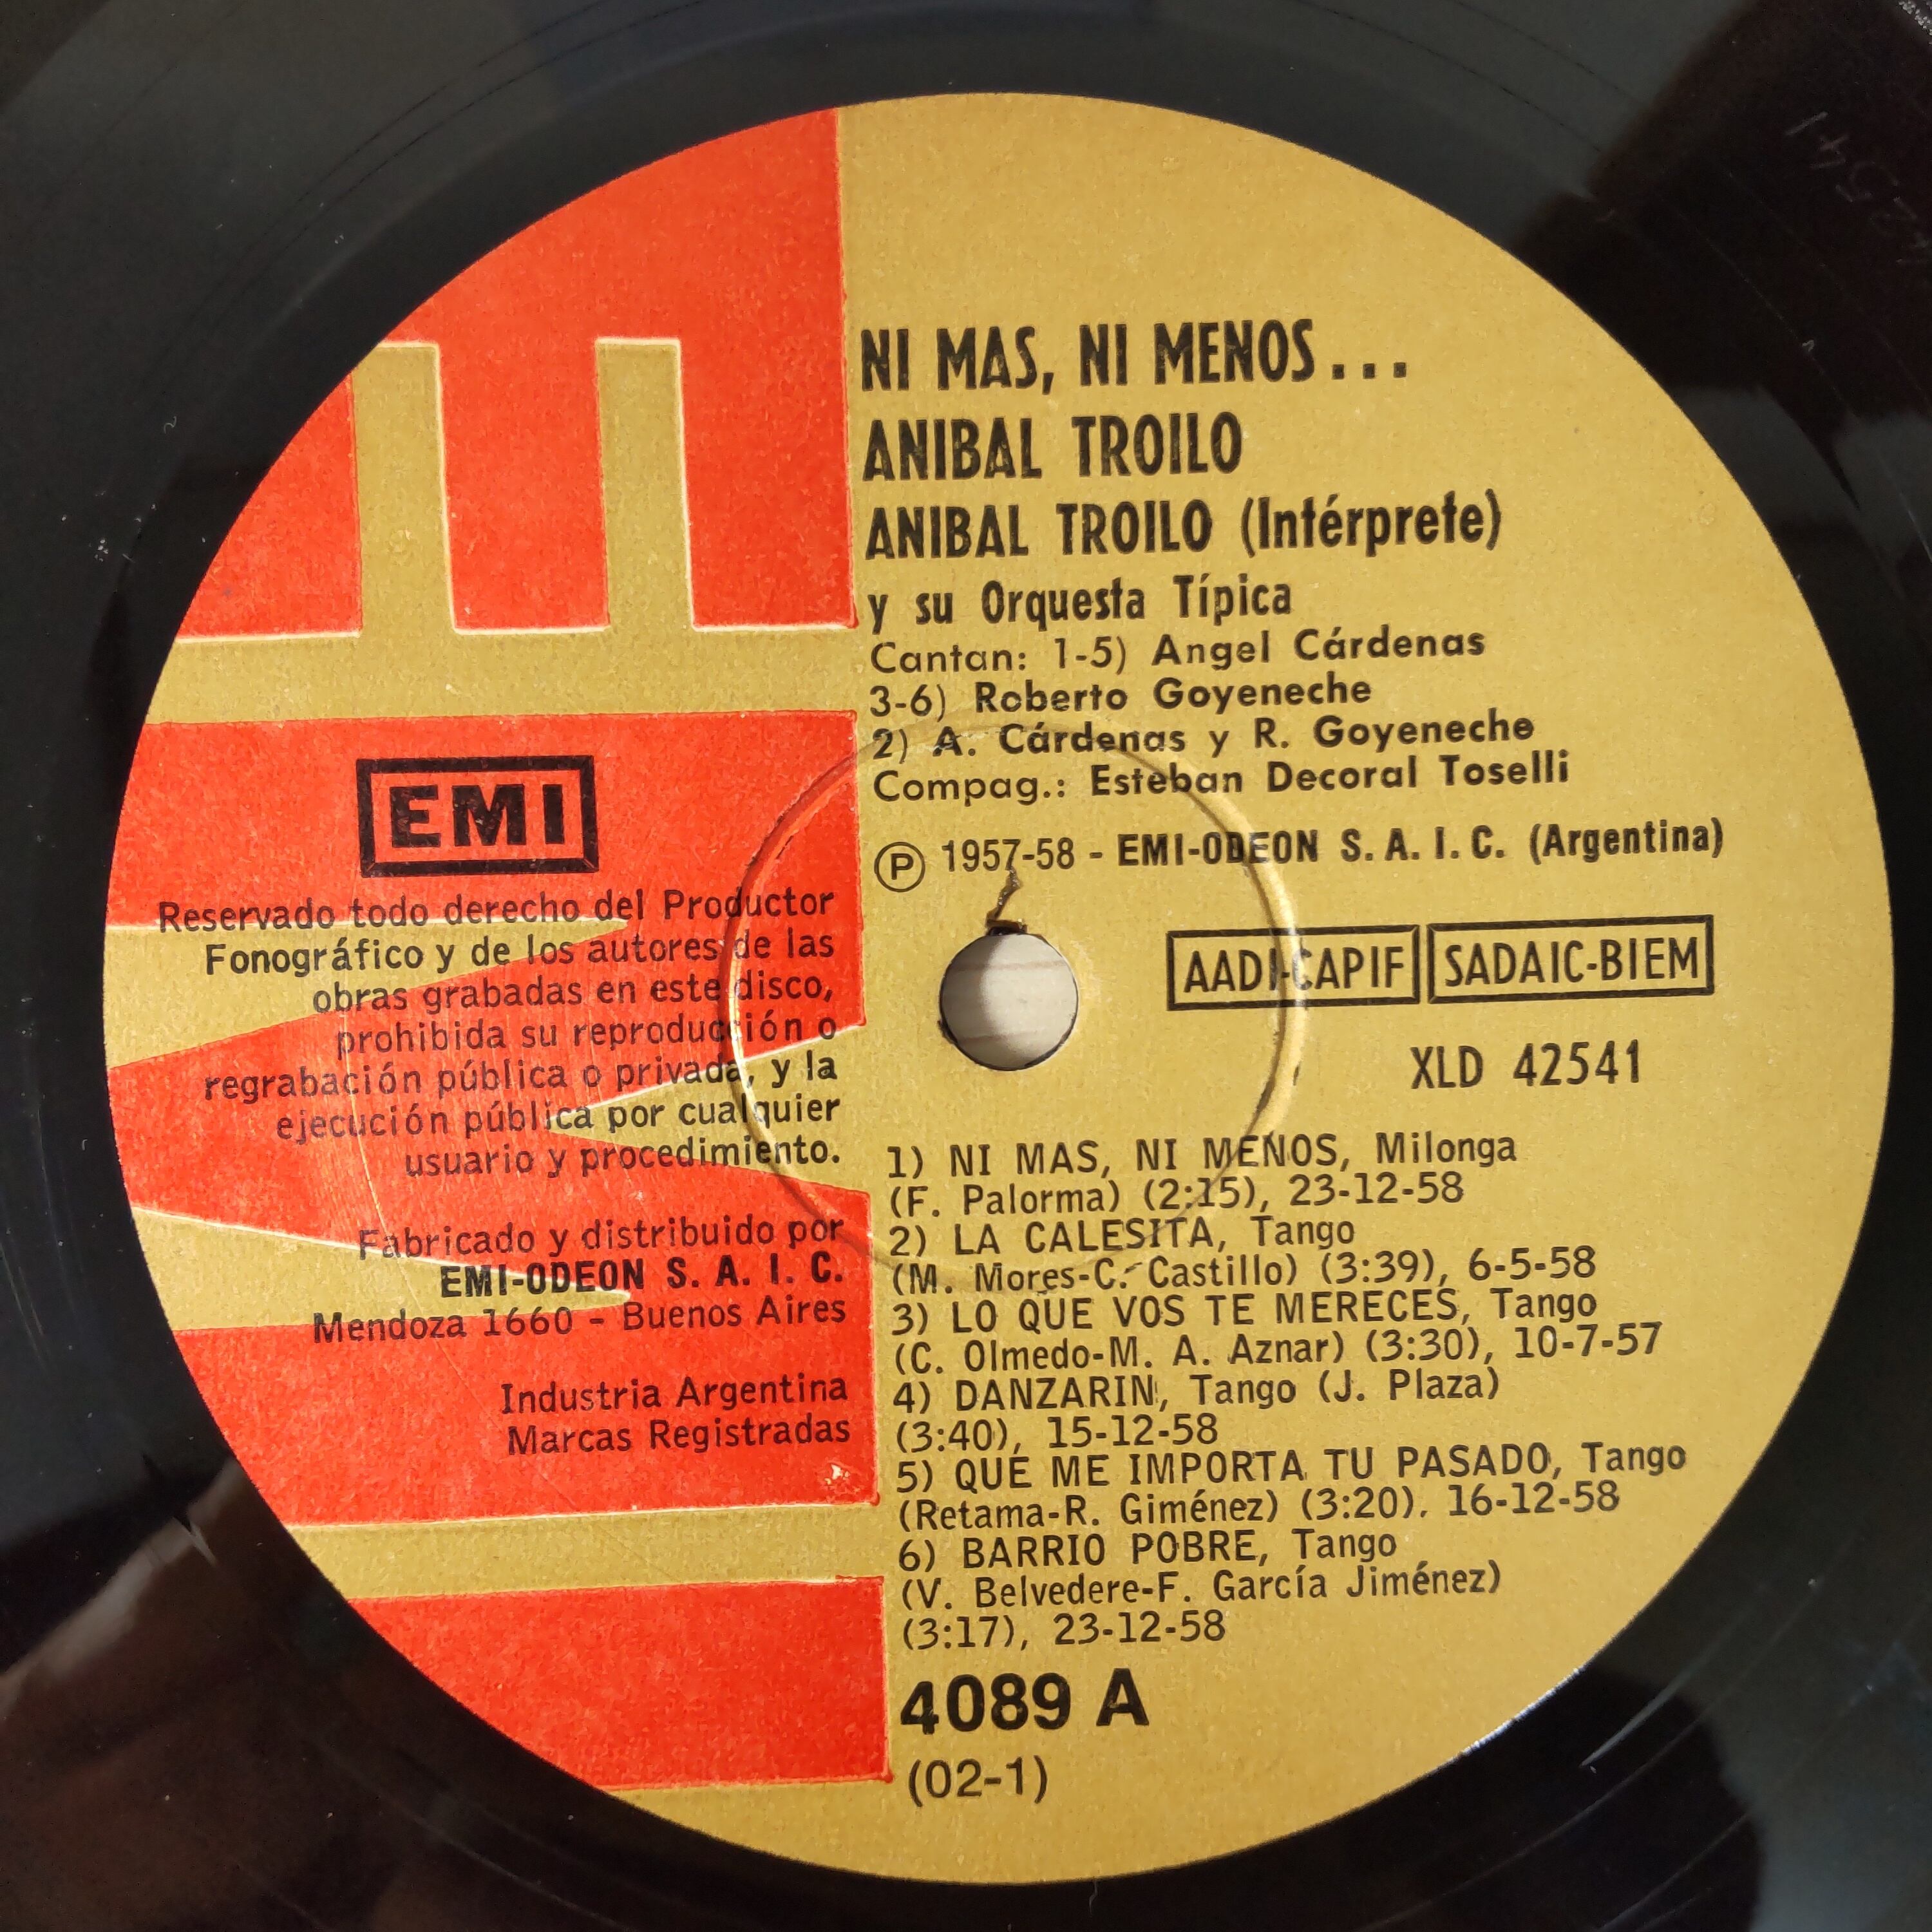 NI MAS, NI MENOS...
ANIBAL TROILO
ANIBAL TROILO (Intérprete)
y su Orquesta Típica
Cantan: 1-5) Angel Cárdenas
3-6) Roberto Goyeneche
2) A. Cárdenas y R. Goyeneche
Compag.: Esteban Decoral Toselli
Ⓟ 1957-58 - EMI-ODEON S. A. I. C. (Argentina)
AADI-CAPIF SADAIC-BIEM
XLD 42541
1) NI MAS, NI MENOS, Milonga
(F. Palorma) (2:15), 23-12-58
2) LA CALESITA, Tango
(M. Mores-C. Castillo) (3:39), 6-5-58
3) LO QUE VOS TE MERECES, Tango
(C. Olmedo-M. A. Aznar) (3:30), 10-7-57
4) DANZARIN, Tango (J. Plaza)
(3:40), 15-12-58
5) QUE ME IMPORTA TU PASADO, Tango
(Retama-R. Giménez) (3:20). 16-12-58
6) BARRIO POBRE, Tango
(V. Belvedere-F. García Jiménez)
(3:17), 23-12-58
4089 A
(02-1)
EMI
Reservado todo derecho del Productor
Fonográfico y de los autores de las
obras grabadas en este disco,
prohibida su reproducción o
regrabación pública o privada, y la
ejecución pública por cualquier
usuario y procedimiento.
Fabricado y distribuido por
EMI-ODEON S. A. I. C.
Mendoza 1660 - Buenos Aires
Industria Argentina
Marcas Registradas
EMI